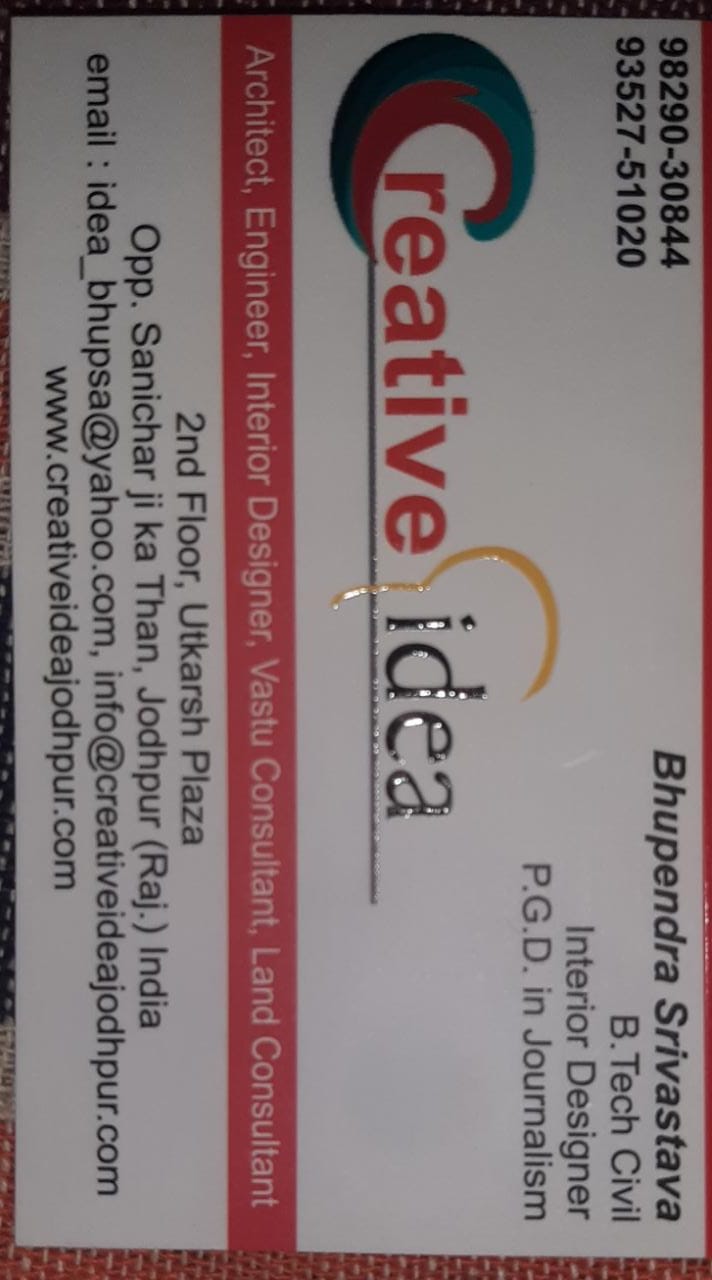 98290-30844
93527-51020
Bhupendra Srivastava
B.Tech Civil
Interior Designer
P.G.D. in Journalism
Creative idea
Architect, Engineer, Interior Designer, Vastu Consultant, Land Consultant
2nd Floor, Utkarsh Plaza
Opp. Sanichar ji ka Than, Jodhpur (Raj.) India
email : idea_bhupsa@yahoo.com, info@creativeideajodhpur.com
www.creativeideajodhpur.com